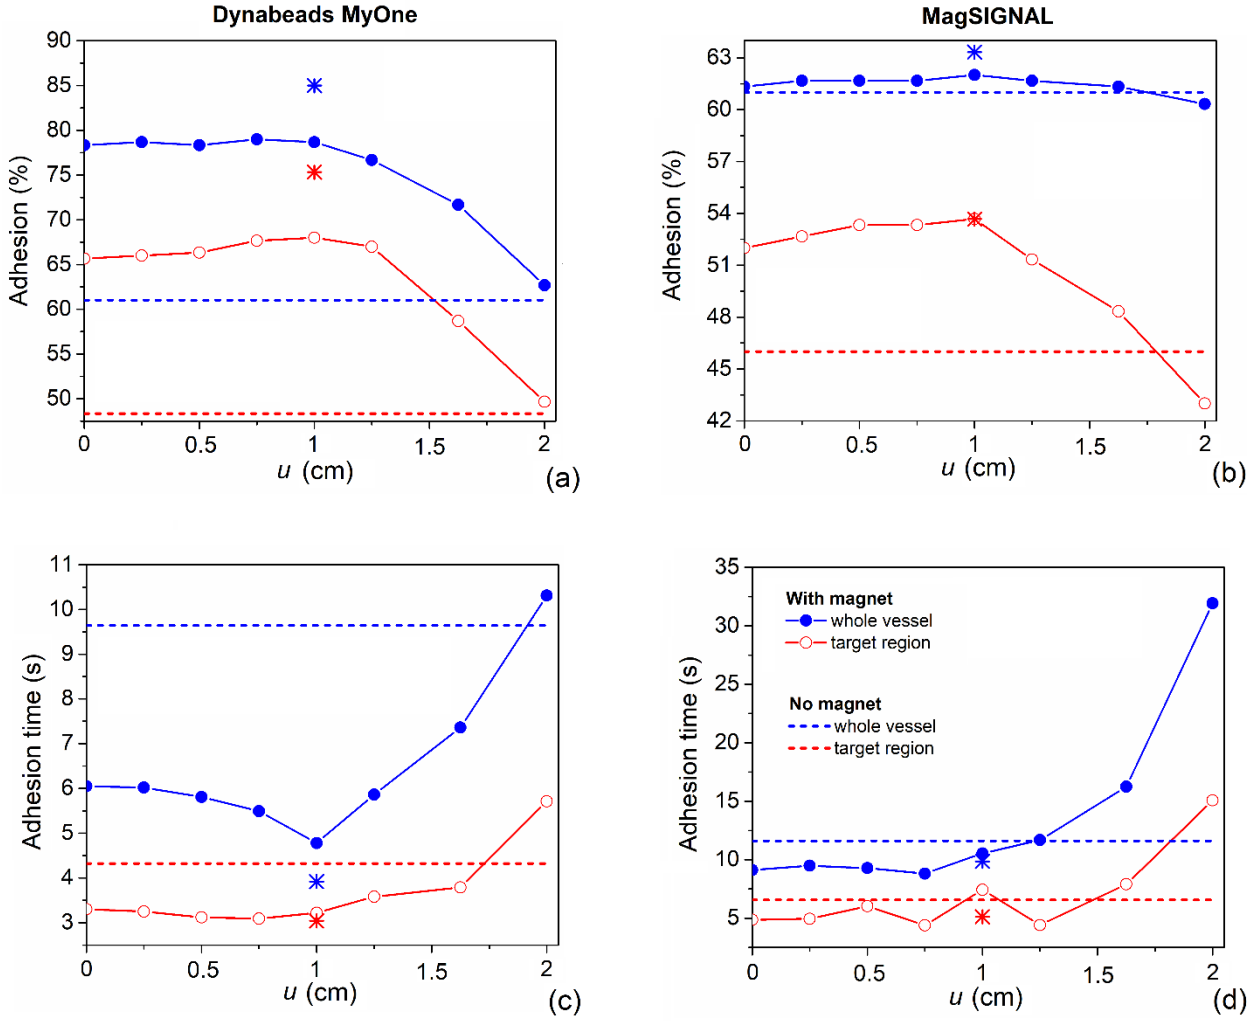 Dynabeads MyOne
90
85
80
75
70
65
60
55
50
Adhesion (%)
0
0.5
1
1.5
2
u (cm)
(a)
MagSIGNAL
63
60
57
54
51
48
45
42
Adhesion (%)
0
0.5
1
1.5
2
u (cm)
(b)
11
10
9
8
7
6
5
4
3
Adhesion time (s)
0
0.5
1
1.5
2
u (cm)
(c)
35
30
25
20
15
10
5
Adhesion time (s)
With magnet
whole vessel
target region
No magnet
whole vessel
target region
0
0.5
1
1.5
2
u (cm)
(d)